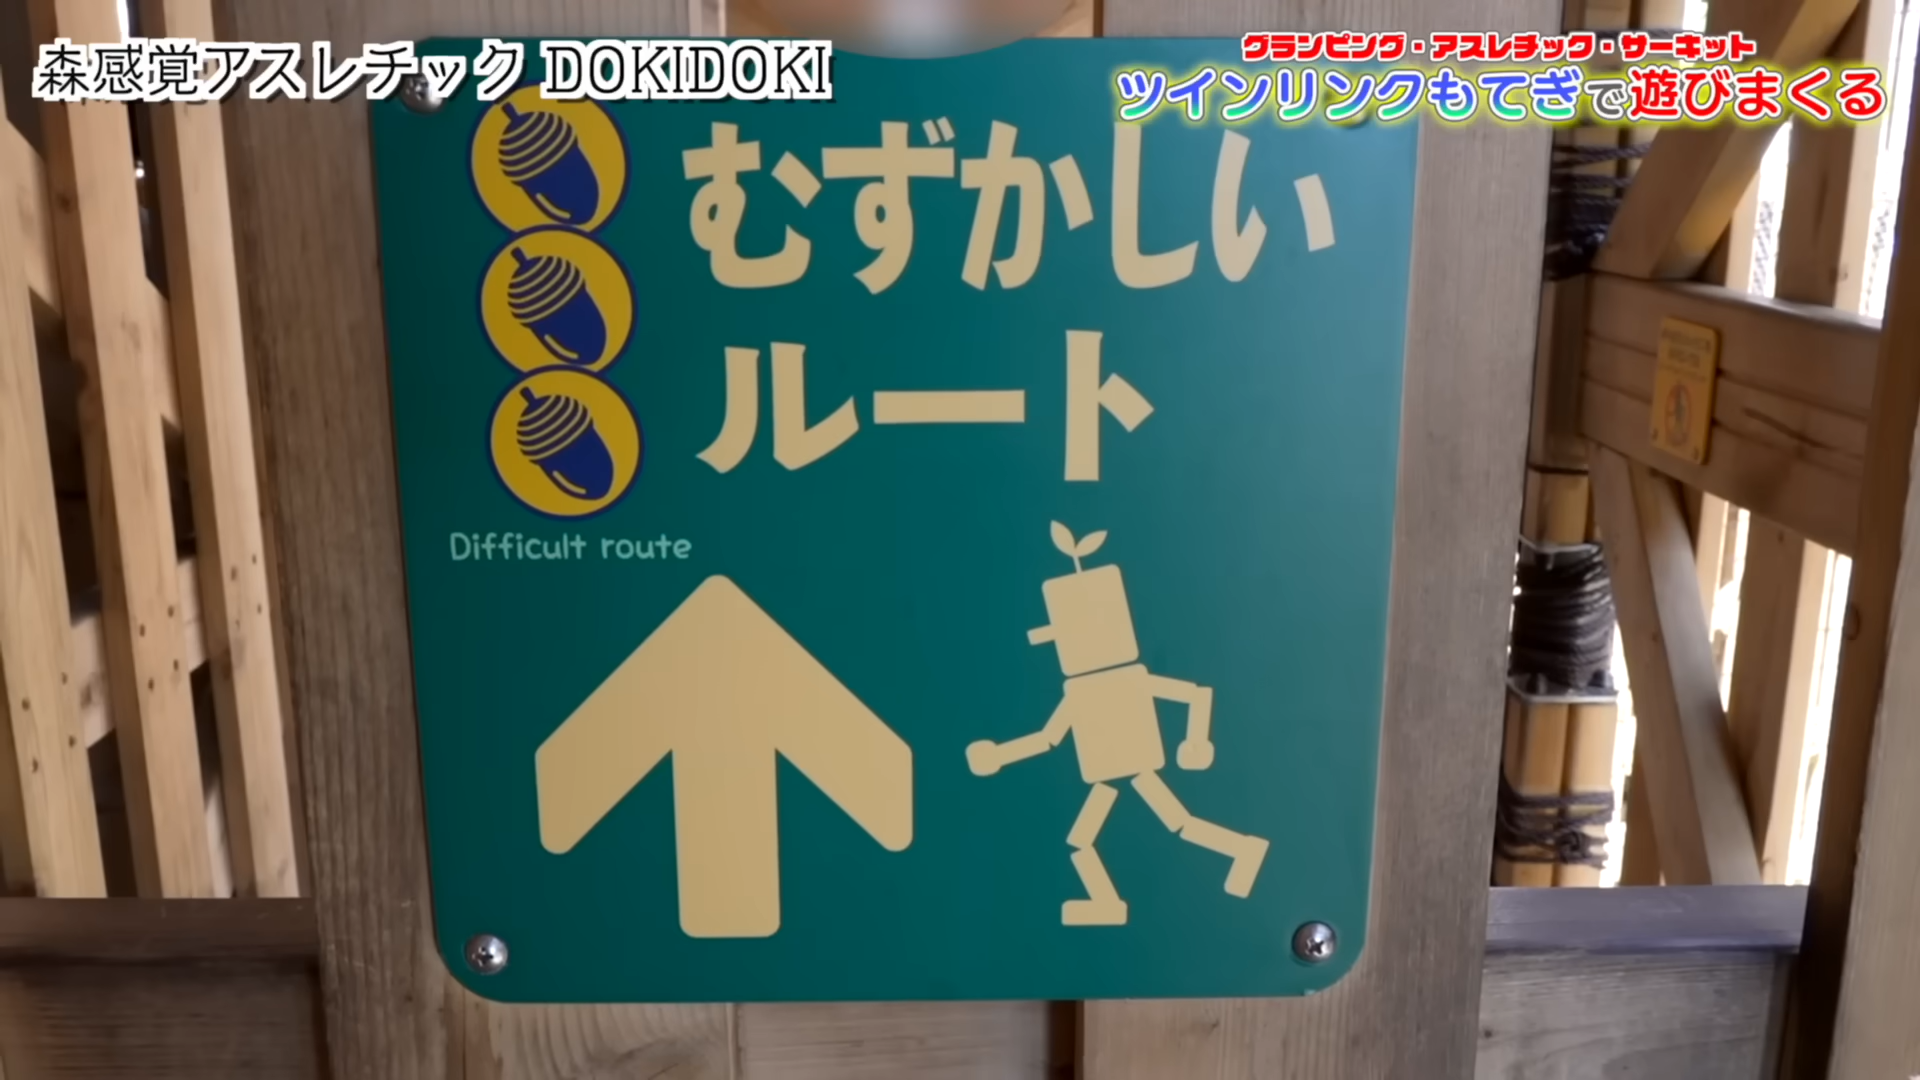 森感覚アスレチック DOKIDOKI
グランピング・アスレチック・サーキット
ツインリンクもてぎで遊びまくる
むずかしい
ルート
Difficult route